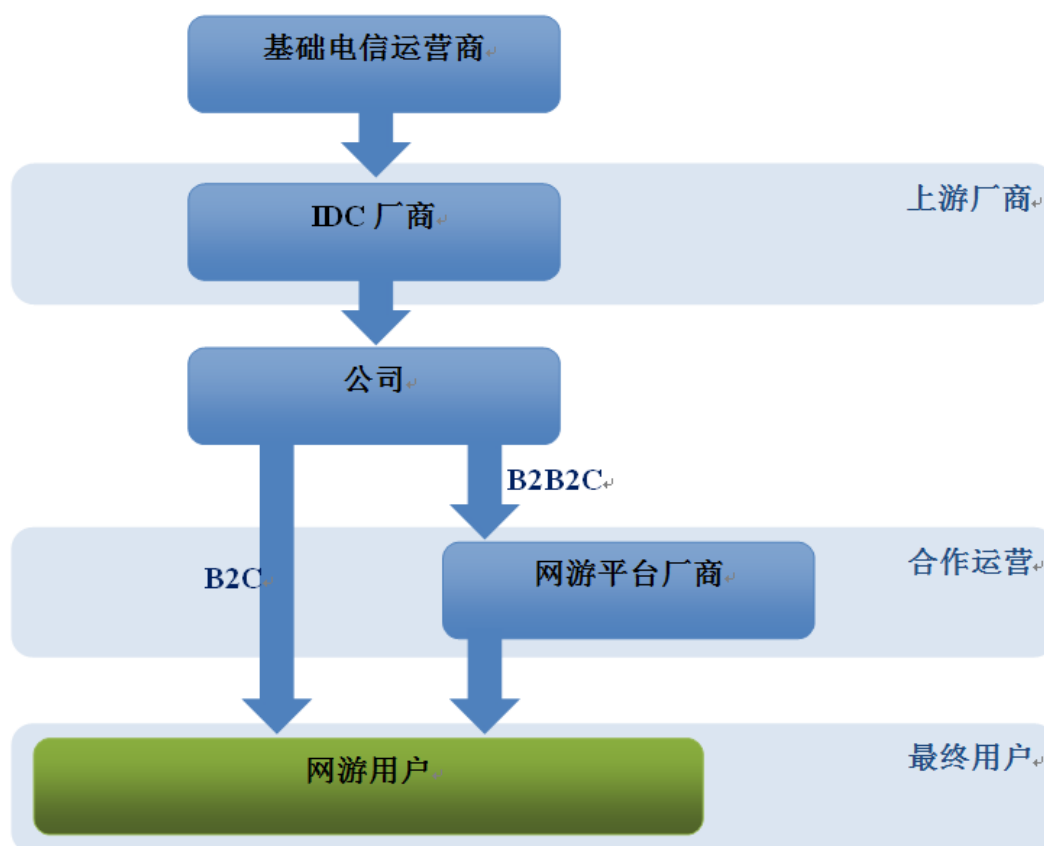 基础电信运营商
IDC 厂商
上游厂商
公司
B2B2C
B2C
网游平台厂商
合作运营
网游用户
最终用户